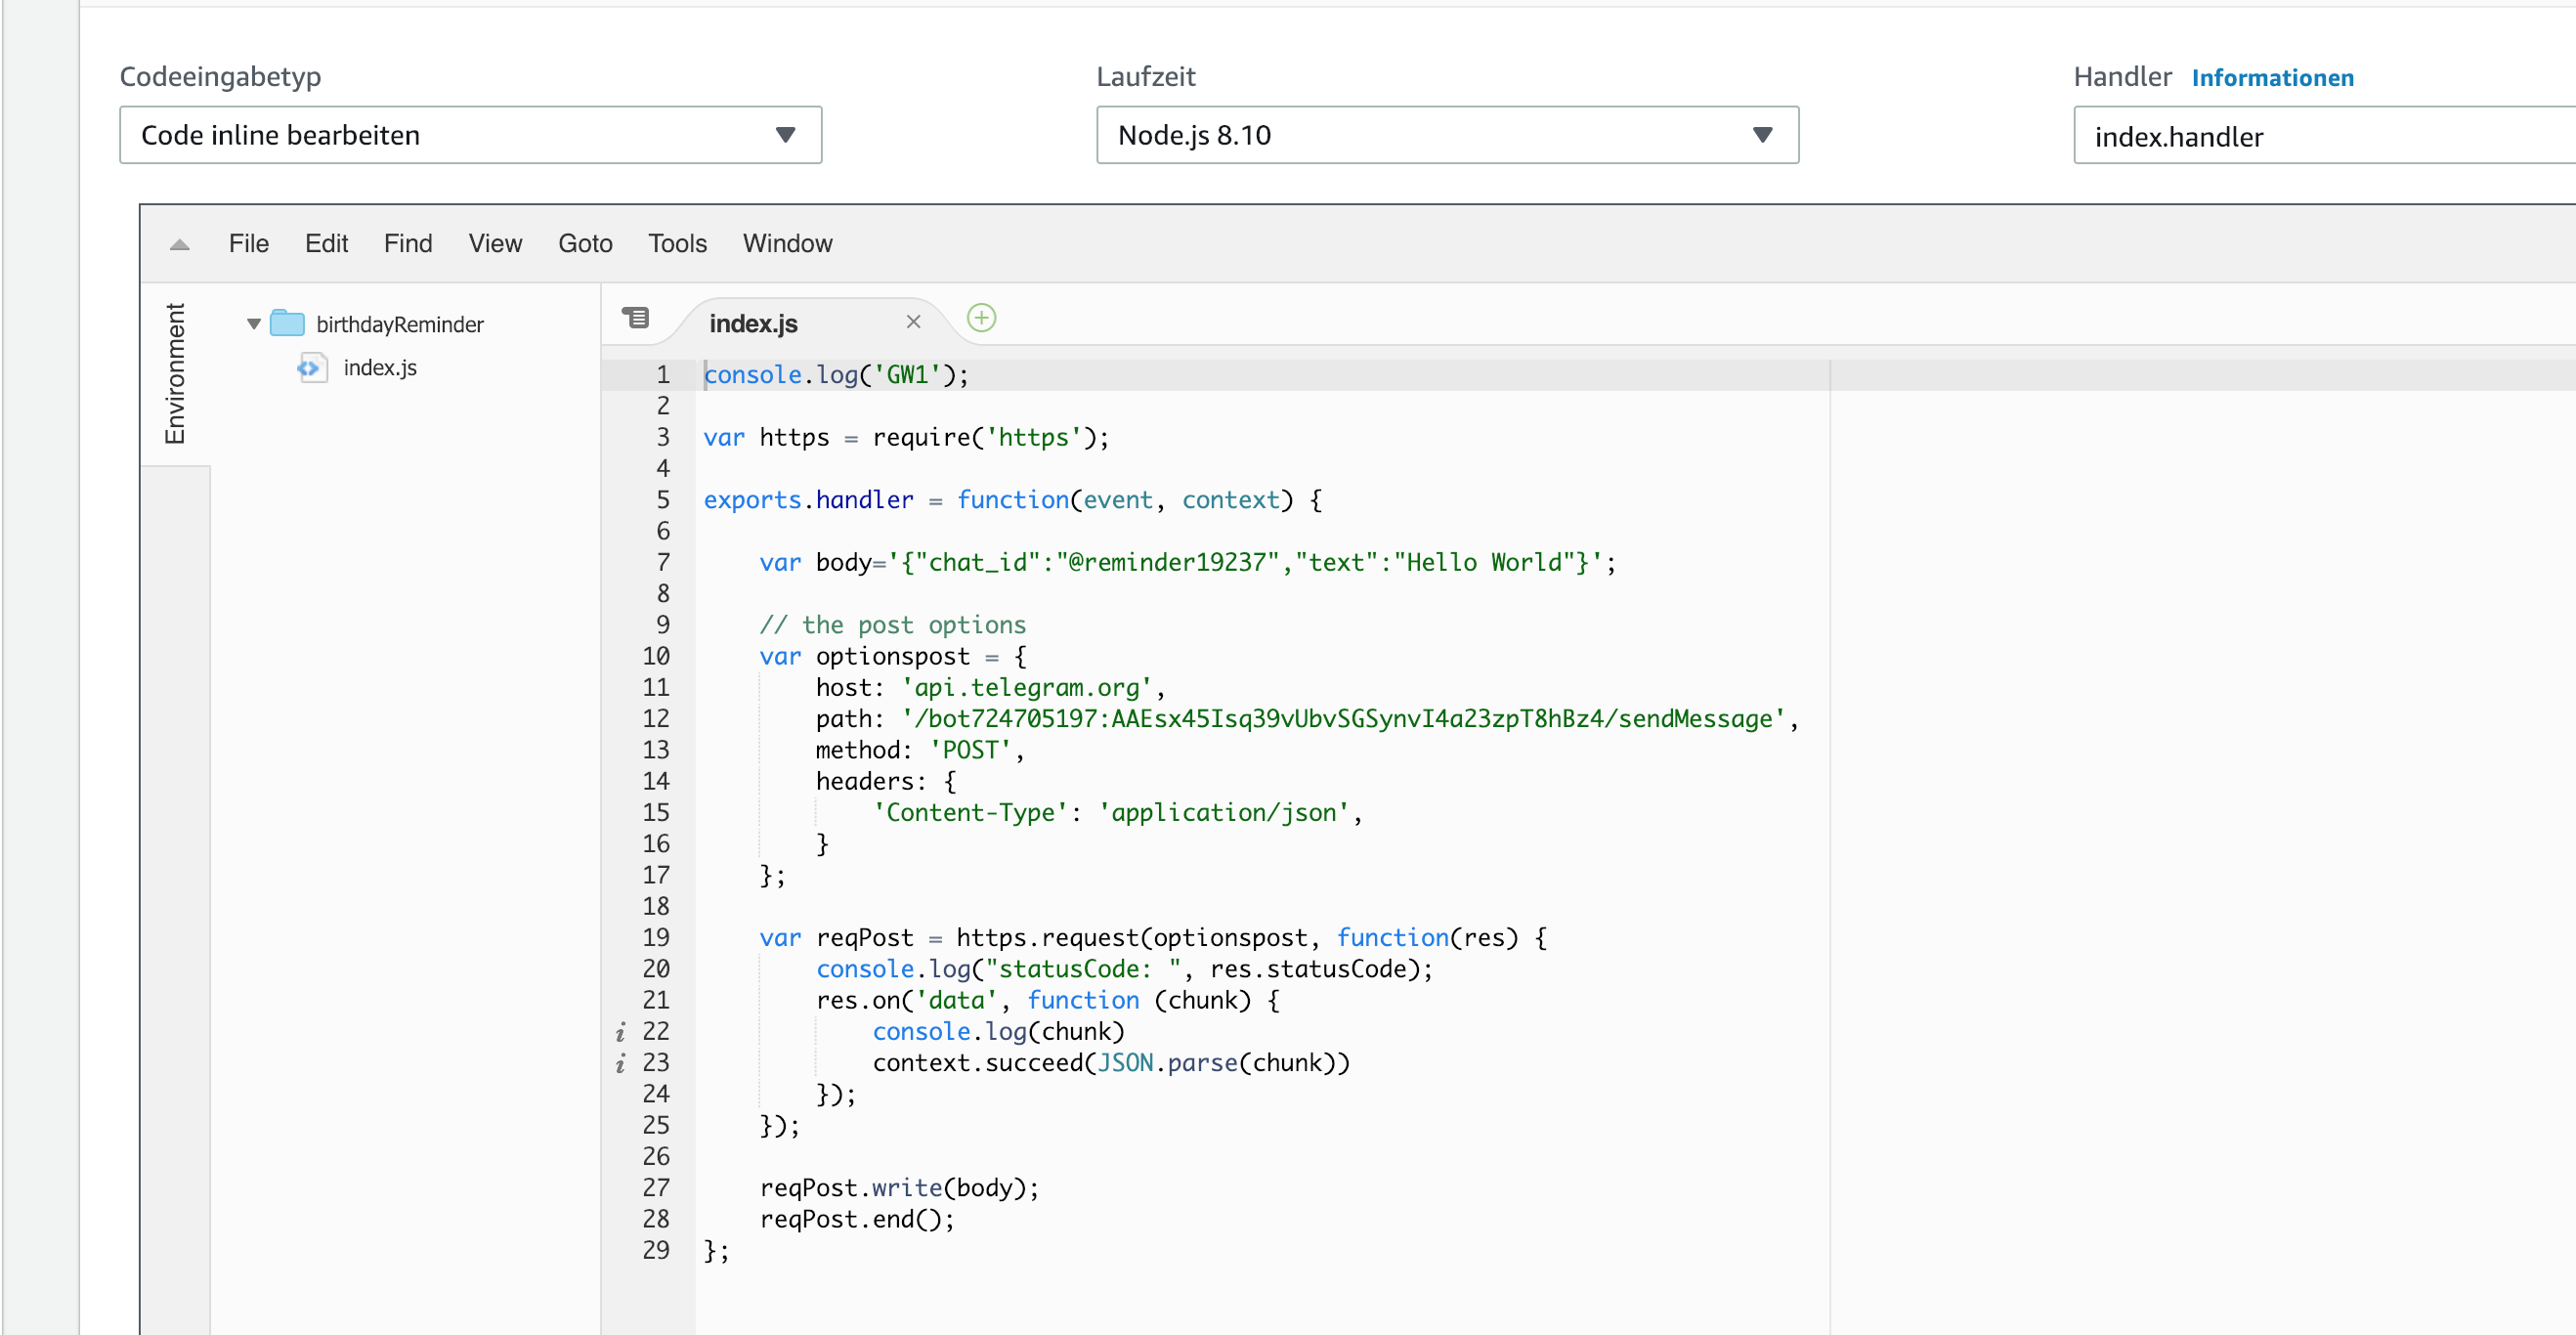 Codeeingabetyp
Code inline bearbeiten
Laufzeit
Node.js 8.10
Handler Informationen
index.handler
File Edit Find View Goto Tools Window
Environment
birthdayReminder
index.js
index.js
1 console.log('GW1');
2
3 var https = require('https');
4
5 exports.handler = function(event, context) {
6
7     var body='{"chat_id":"@reminder19237","text":"Hello World"}';
8
9     // the post options
10     var optionspost = {
11         host: 'api.telegram.org',
12         path: '/bot724705197:AAEsx45Isq39vUbvSGSynvI4a23zpT8hBz4/sendMessage',
13         method: 'POST',
14         headers: {
15             'Content-Type': 'application/json',
16         }
17     };
18
19     var reqPost = https.request(optionspost, function(res) {
20         console.log("statusCode: ", res.statusCode);
21         res.on('data', function (chunk) {
i 22             console.log(chunk)
i 23             context.succeed(JSON.parse(chunk))
24         });
25     });
26
27     reqPost.write(body);
28     reqPost.end();
29 };